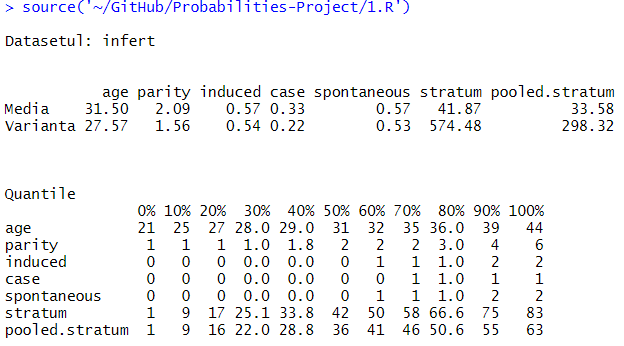 > source('~/GitHub/Probabilities-Project/1.R')
Datasetul: infert
age parity induced case spontaneous stratum pooled.stratum
Media 31.50 2.09 0.57 0.33 0.57 41.87 33.58
Varianta 27.57 1.56 0.54 0.22 0.53 574.48 298.32
Quantile
0% 10% 20% 30% 40% 50% 60% 70% 80% 90% 100%
age 21 25 27 28.0 29.0 31 32 35 36.0 39 44
parity 1 1 1 1.0 1.8 2 2 2 3.0 4 6
induced 0 0 0 0.0 0.0 0 1 1 1.0 2 2
case 0 0 0 0.0 0.0 0 0 1 1.0 1 1
spontaneous 0 0 0 0.0 0.0 0 1 1 1.0 2 2
stratum 1 9 17 25.1 33.8 42 50 58 66.6 75 83
pooled.stratum 1 9 16 22.0 28.8 36 41 46 50.6 55 63